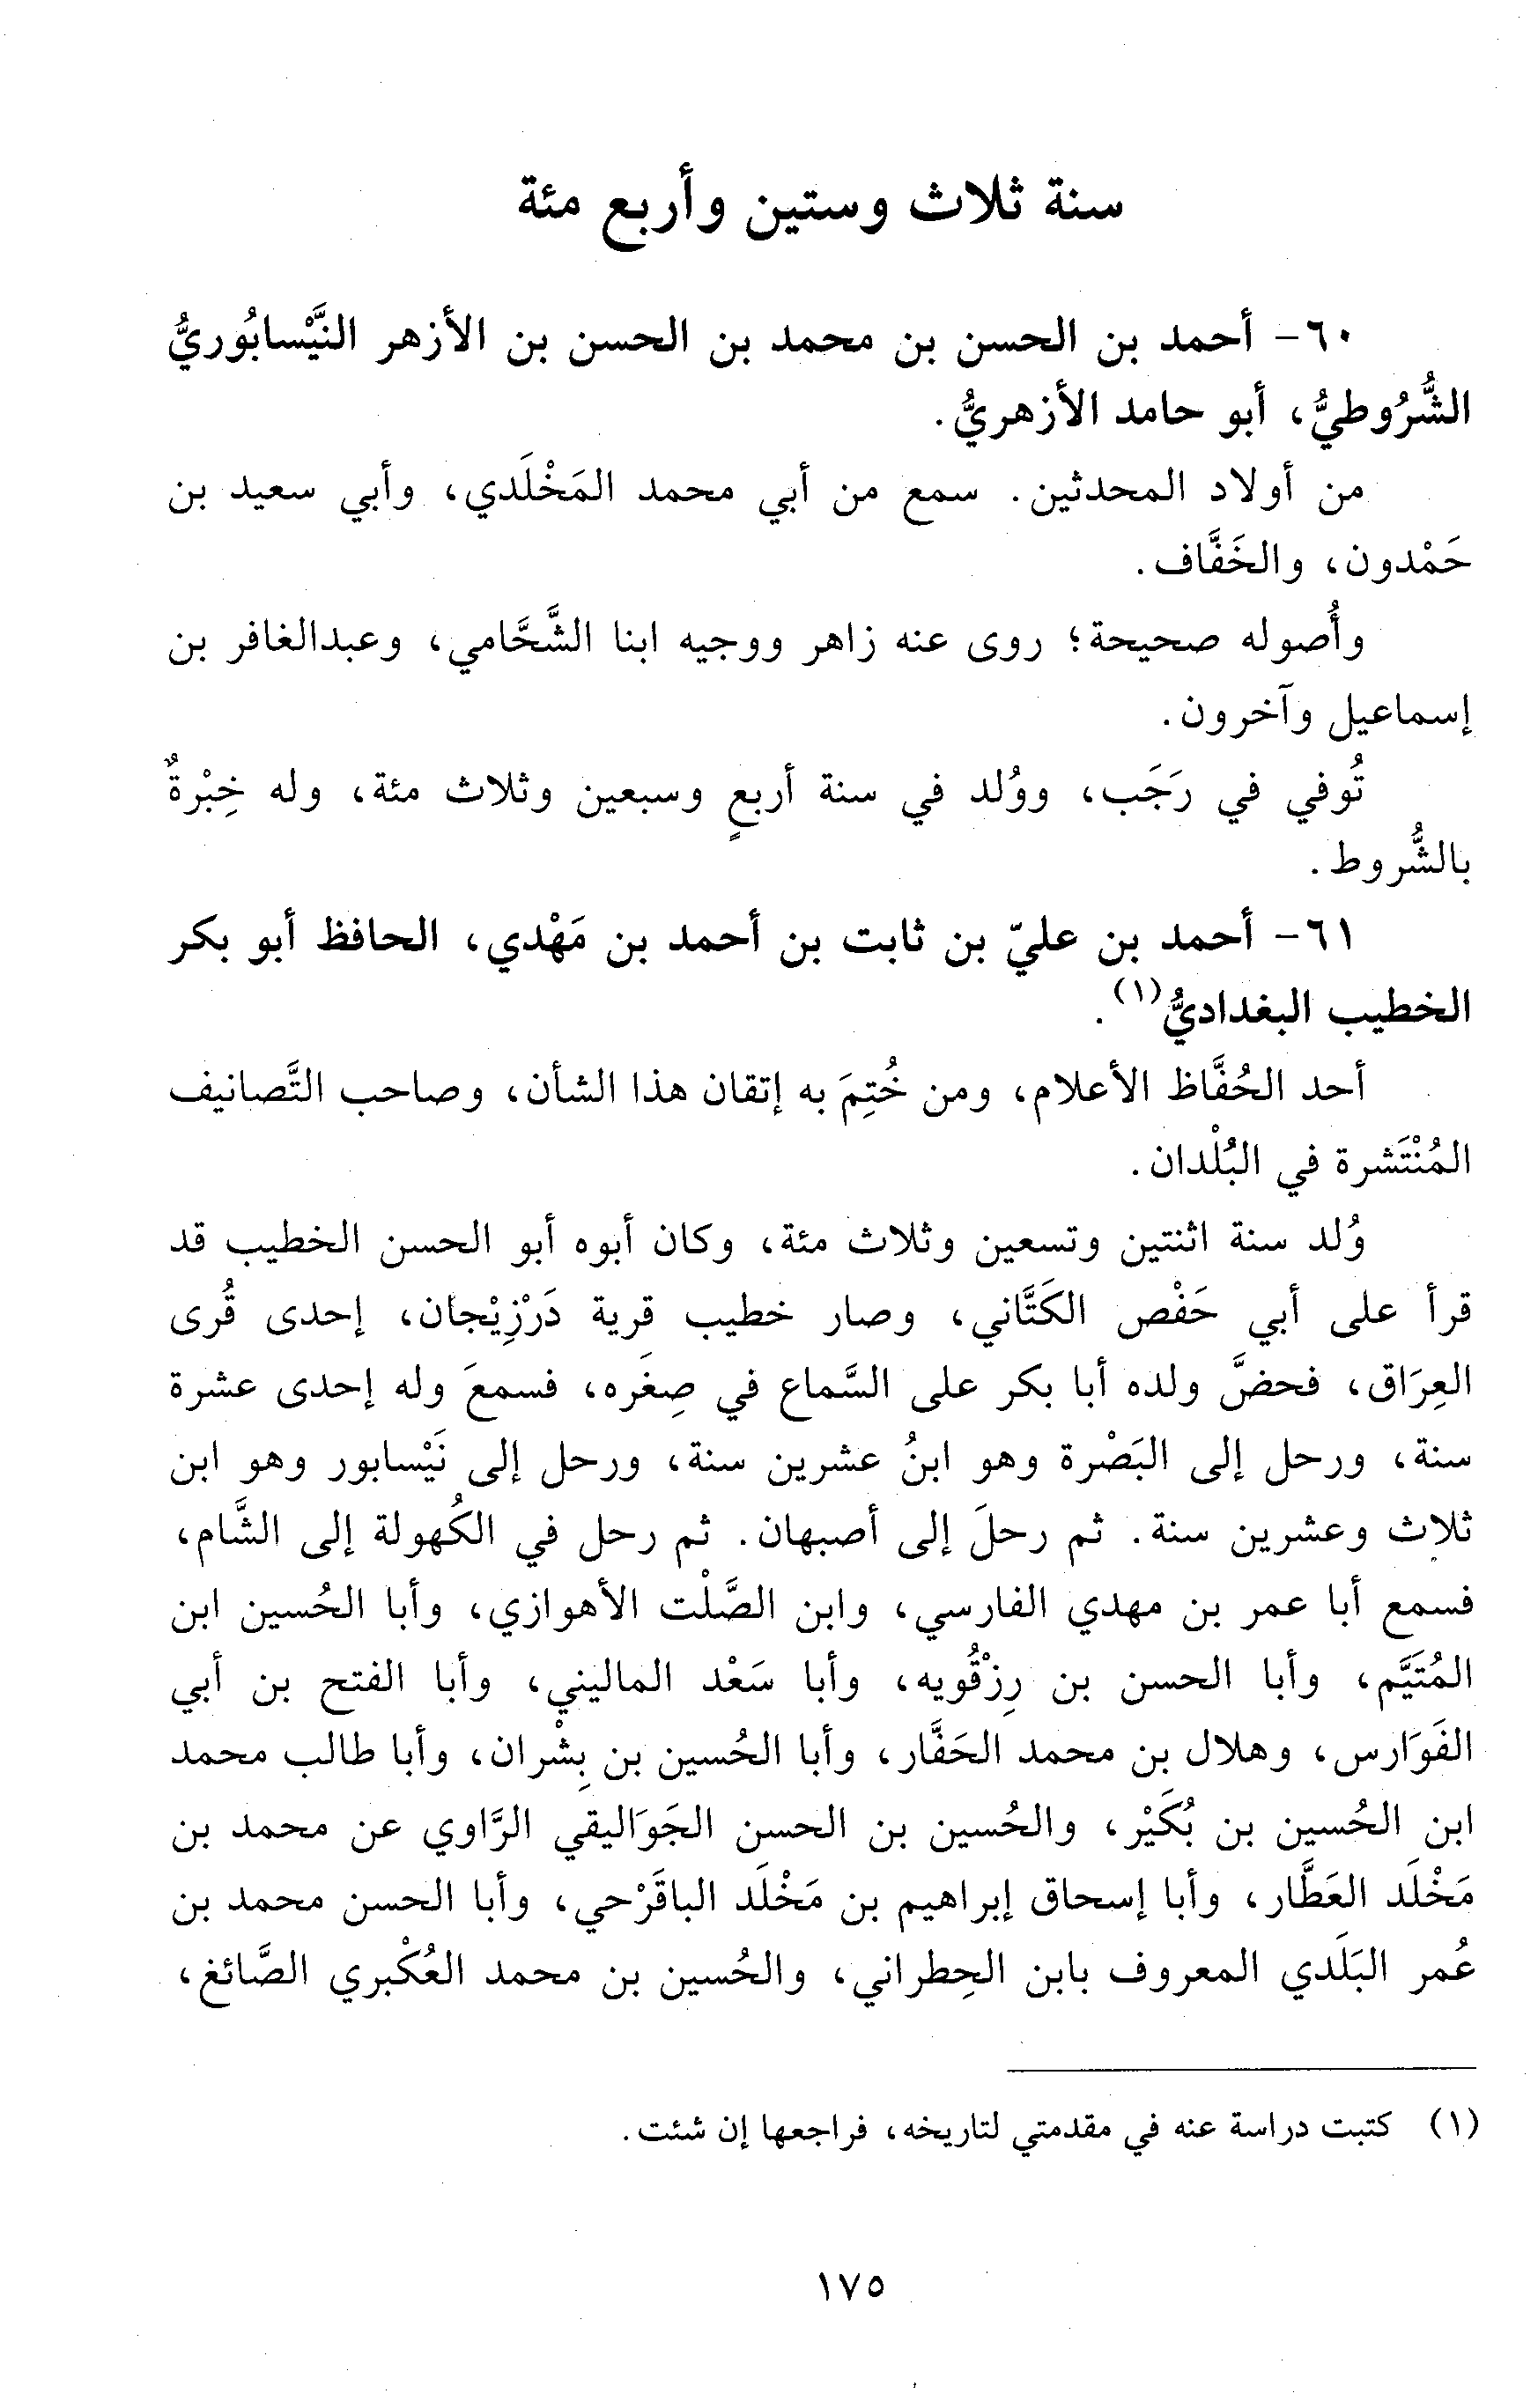 سنة ثلاث وستين وأربع مئة
٦٠- أحمد بن الحسن بن محمد بن الحسن بن الأزهر النَّيْسابُوريُّ
الشُّرُوطيُّ، أبو حامد الأزهريُّ.
من أولاد المحدثين. سمع من أبي محمد المَخْلَدي، وأبي سعيد بن
حَمْدون، والخَفَّاف.
وأُصوله صحيحة؛ روى عنه زاهر ووجيه ابنا الشَّحَّامي، وعبدالغافر بن
إسماعيل وآخرون.
تُوفي في رَجَب، ووُلد في سنة أربعٍ وسبعين وثلاث مئة، وله خِبْرةٌ
بالشُّروط.
٦١- أحمد بن عليّ بن ثابت بن أحمد بن مَهْدي، الحافظ أبو بكر
الخطيب البغداديُّ(١).
أحد الحُفَّاظ الأعلام، ومن خُتِمَ به إتقان هذا الشأن، وصاحب التَّصانيف
المُنْتَشرة في البُلْدان.
وُلد سنة اثنتين وتسعين وثلاث مئة، وكان أبوه أبو الحسن الخطيب قد
قرأ على أبي حَفْص الكَتَّاني، وصار خطيب قرية دَرْزِيْجان، إحدى قُرى
العِرَاق، فحضَّ ولده أبا بكر على السَّماع في صِغَره، فسمعَ وله إحدى عشرة
سنة، ورحل إلى البَصْرة وهو ابنُ عشرين سنة، ورحل إلى نَيْسابور وهو ابن
ثلاث وعشرين سنة. ثم رحلَ إلى أصبهان. ثم رحل في الكُهولة إلى الشَّام،
فسمع أبا عمر بن مهدي الفارسي، وابن الصَّلْت الأهوازي، وأبا الحُسين ابن
المُتَيَّم، وأبا الحسن بن رِزْقُويه، وأبا سَعْد الماليني، وأبا الفتح بن أبي
الفَوَارس، وهلال بن محمد الحَفَّار، وأبا الحُسين بن بِشْران، وأبا طالب محمد
ابن الحُسين بن بُكَيْر، والحُسين بن الحسن الجَوَاليقي الرَّاوي عن محمد بن
مَخْلَد العَطَّار، وأبا إسحاق إبراهيم بن مَخْلَد الباقَرْحي، وأبا الحسن محمد بن
عُمر البَلَدي المعروف بابن الحِطراني، والحُسين بن محمد العُكْبري الصَّائغ،
(١) كتبت دراسة عنه في مقدمتي لتاريخه، فراجعها إن شئت.
١٧٥